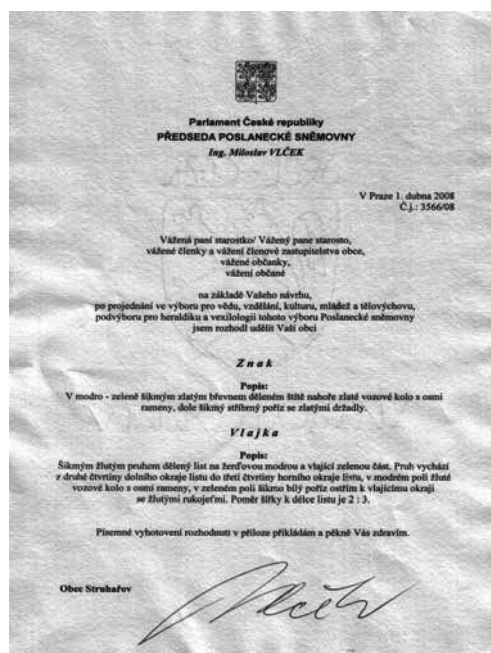 Parlament České republiky
PŘEDSEDA POSLANECKÉ SNĚMOVNY
Ing. Miloslav VLČEK
V Praze 1. dubna 2008
Č.j.: 3566/08
Vážená paní starostko/ Vážený pane starosto,
vážené členky a vážení členové zastupitelstva obce,
vážené občanky,
vážení občané
na základě Vašeho návrhu,
po projednání ve výboru pro vědu, vzdělání, kulturu, mládež a tělovýchovu,
podvýboru pro heraldiku a vexilologii tohoto výboru Poslanecké sněmovny
jsem rozhodl udělit Vaší obci
Znak
Popis:
V modro - zeleně šikmým zlatým břevnem děleném štítě nahoře zlaté vozové kolo s osmi
rameny, dole šikmý stříbrný poříz se zlatými držadly.
Vlajka
Popis:
Šikmým žlutým pruhem dělený list na žerďovou modrou a vlající zelenou část. Pruh vychází
z druhé čtvrtiny dolního okraje listu do třetí čtvrtiny horního okraje listu, v modrém poli žluté
vozové kolo s osmi rameny, v zeleném poli šikmo bílý poříz ostřím k vlajícímu okraji
se žlutými rukojeťmi. Poměr šířky k délce listu je 2 : 3.
Písemné vyhotovení rozhodnutí v příloze přikládám a pěkně Vás zdravím.
Obec Struhařov